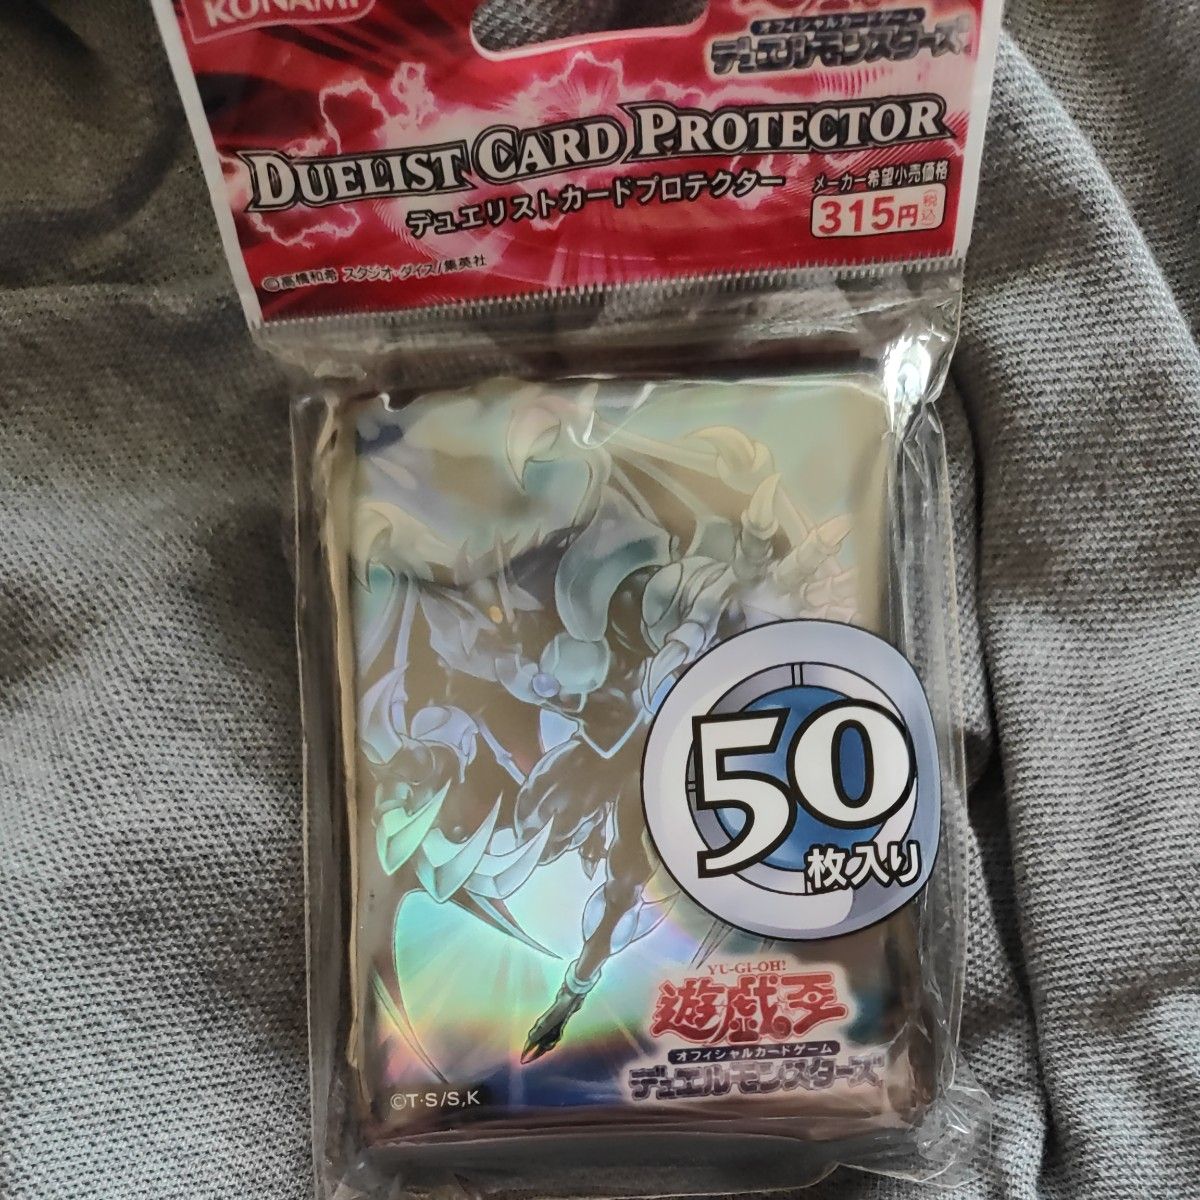 KONAMI
オフィシャルカードゲーム
デュエルモンスターズ
DUELIST CARD PROTECTOR
デュエリストカードプロテクター
メーカー希望小売価格
315円 税込
©高橋和希 スタジオ・ダイス/集英社
50
枚入り
YU-GI-OH!
遊戯王
オフィシャルカードゲーム
デュエルモンスターズ
©T・S/S,K